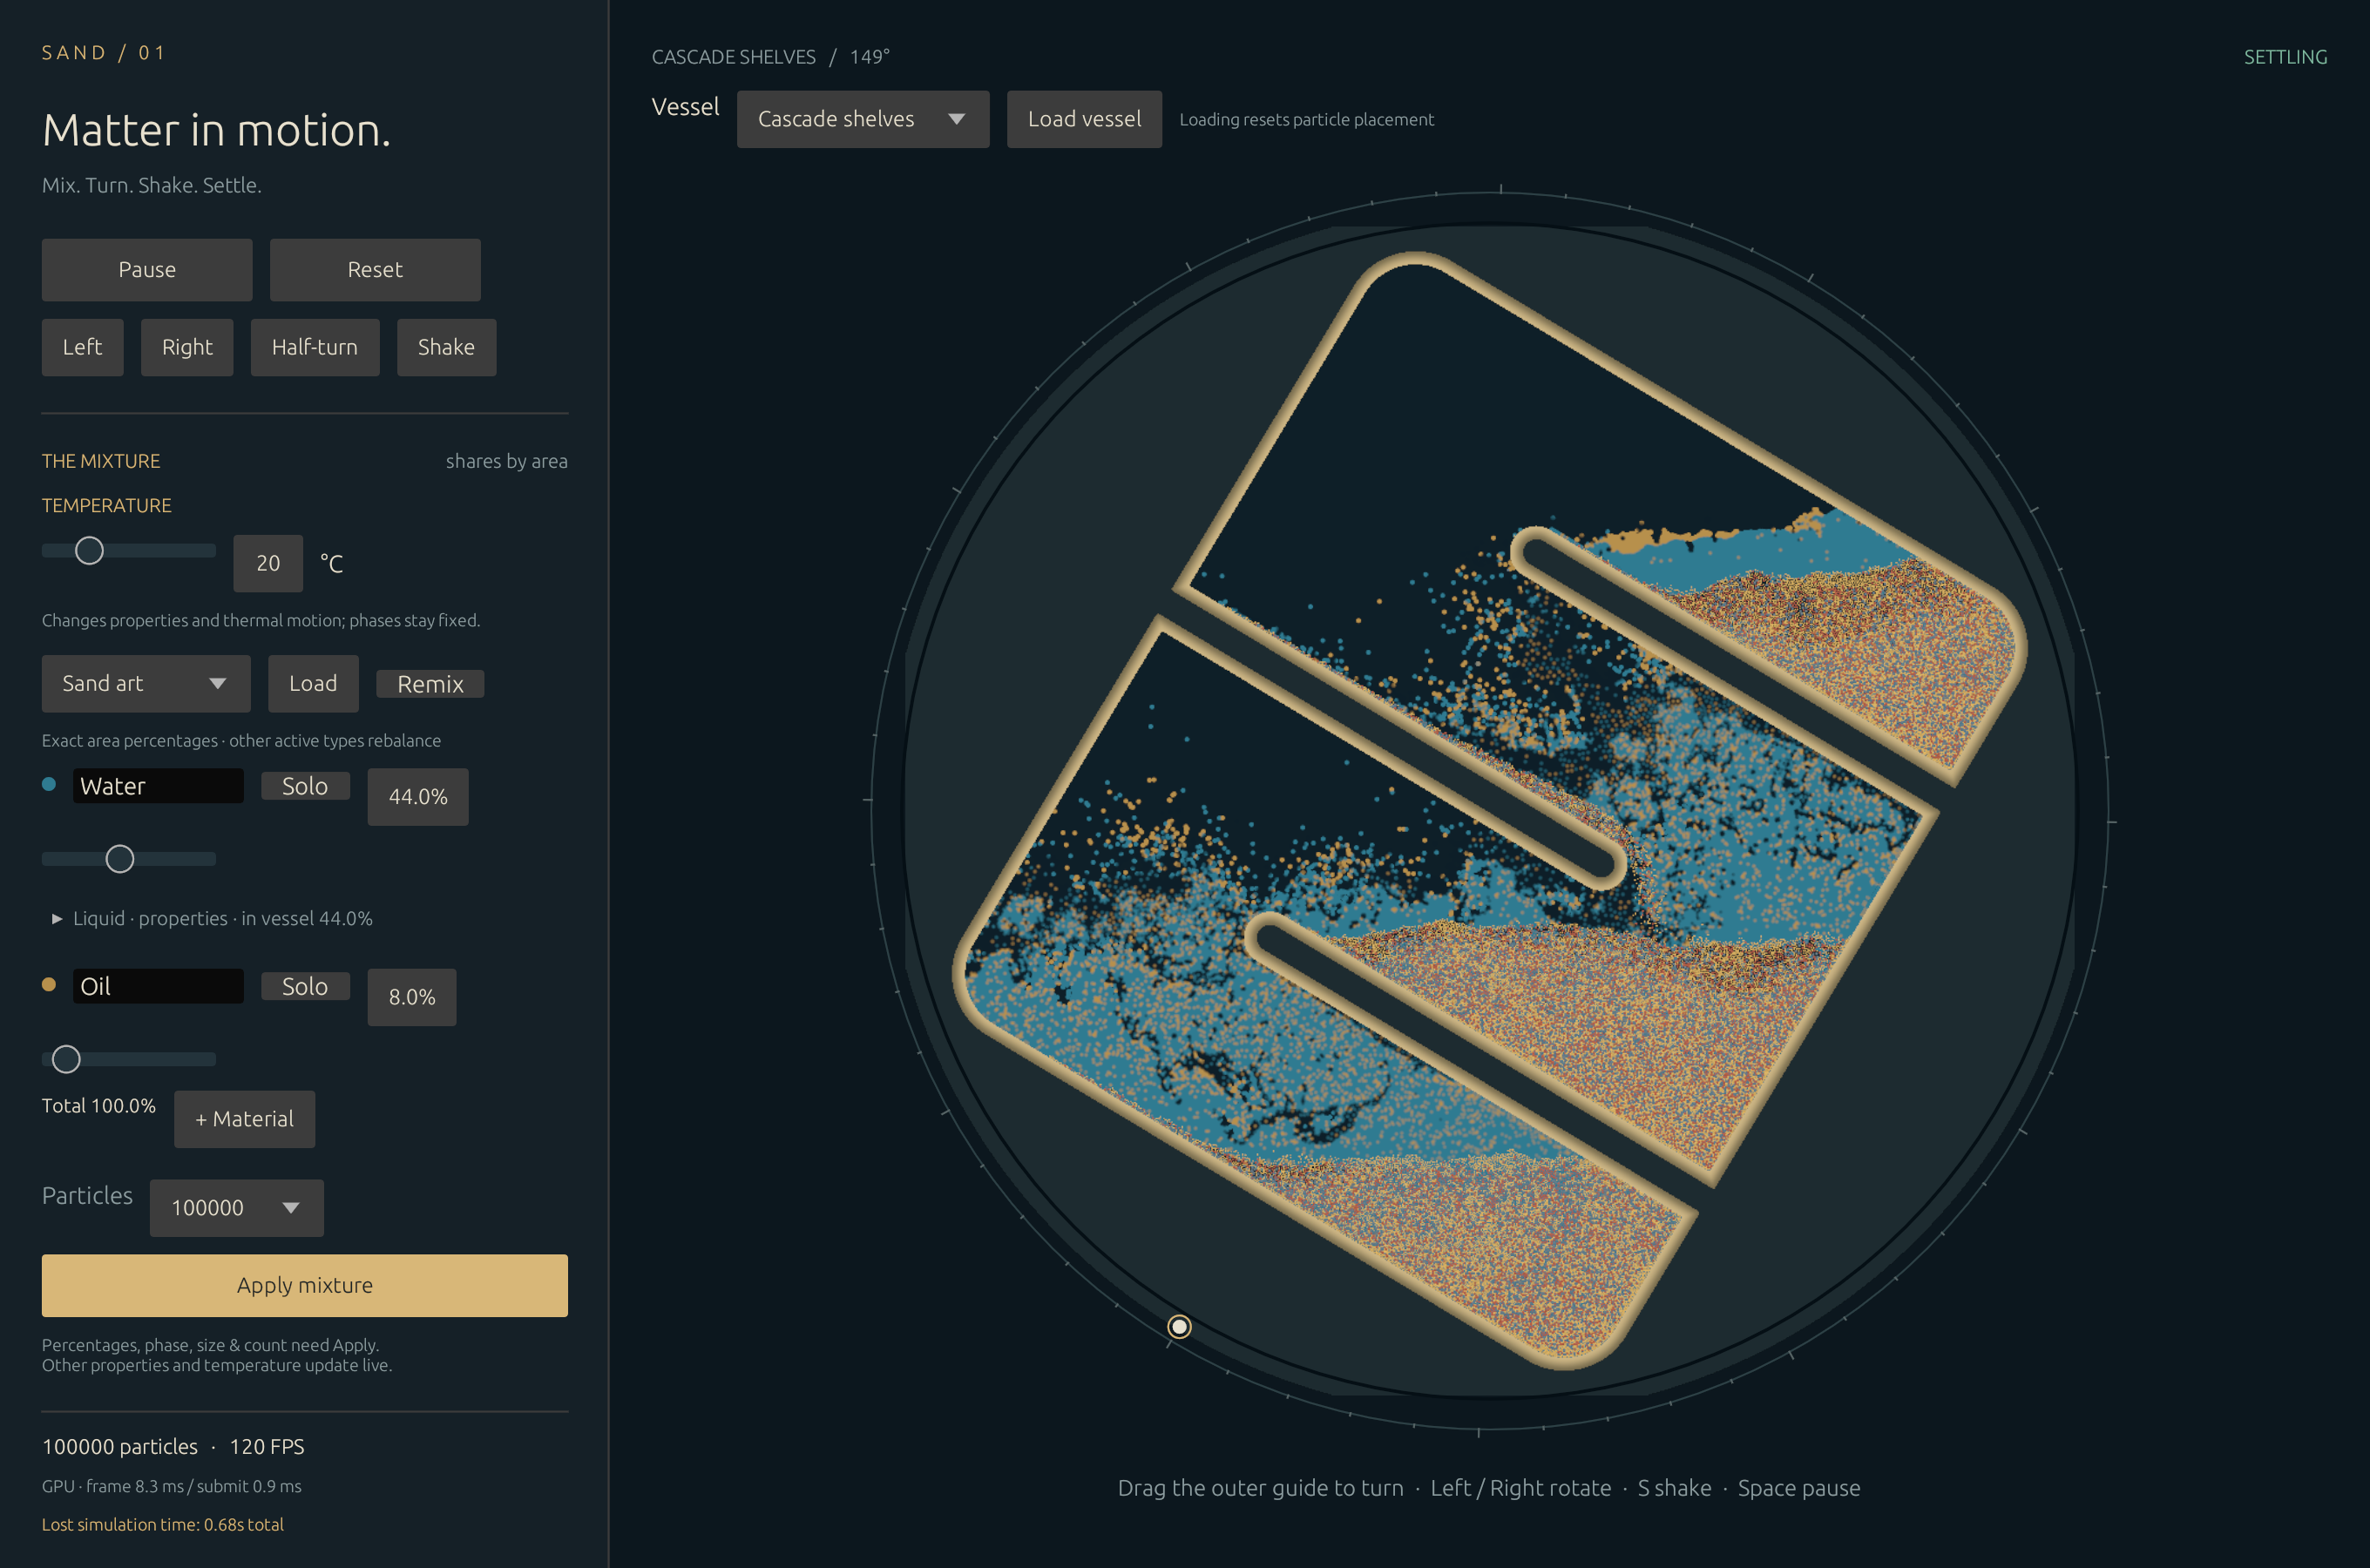 SAND / 01
Matter in motion.
Mix. Turn. Shake. Settle.
Pause
Reset
Left
Right
Half-turn
Shake
THE MIXTURE
shares by area
TEMPERATURE
20
°C
Changes properties and thermal motion; phases stay fixed.
Sand art
Load
Remix
Exact area percentages · other active types rebalance
Water
Solo
44.0%
► Liquid · properties · in vessel 44.0%
Oil
Solo
8.0%
Total 100.0%
+ Material
Particles
100000
Apply mixture
Percentages, phase, size & count need Apply.
Other properties and temperature update live.
100000 particles · 120 FPS
GPU · frame 8.3 ms / submit 0.9 ms
Lost simulation time: 0.68s total
CASCADE SHELVES / 149°
SETTLING
Vessel
Cascade shelves
Load vessel
Loading resets particle placement
Drag the outer guide to turn · Left / Right rotate · S shake · Space pause